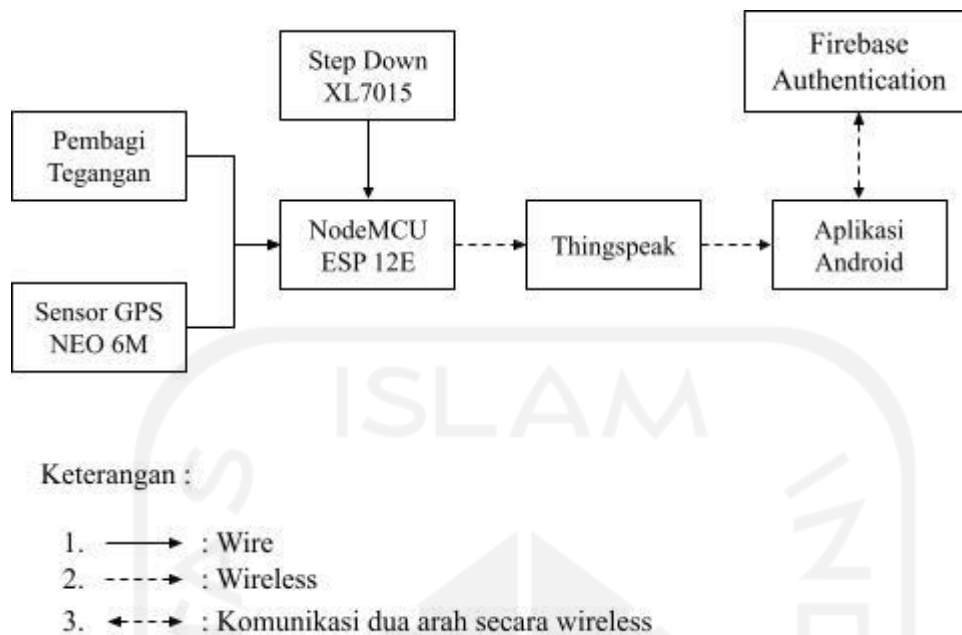 Step Down
XL7015
Firebase
Authentication
Pembagi
Tegangan
NodeMCU
ESP 12E
Thingspeak
Aplikasi
Android
Sensor GPS
NEO 6M
ISLAM
Keterangan :
1. : Wire
2. : Wireless
3. : Komunikasi dua arah secara wireless